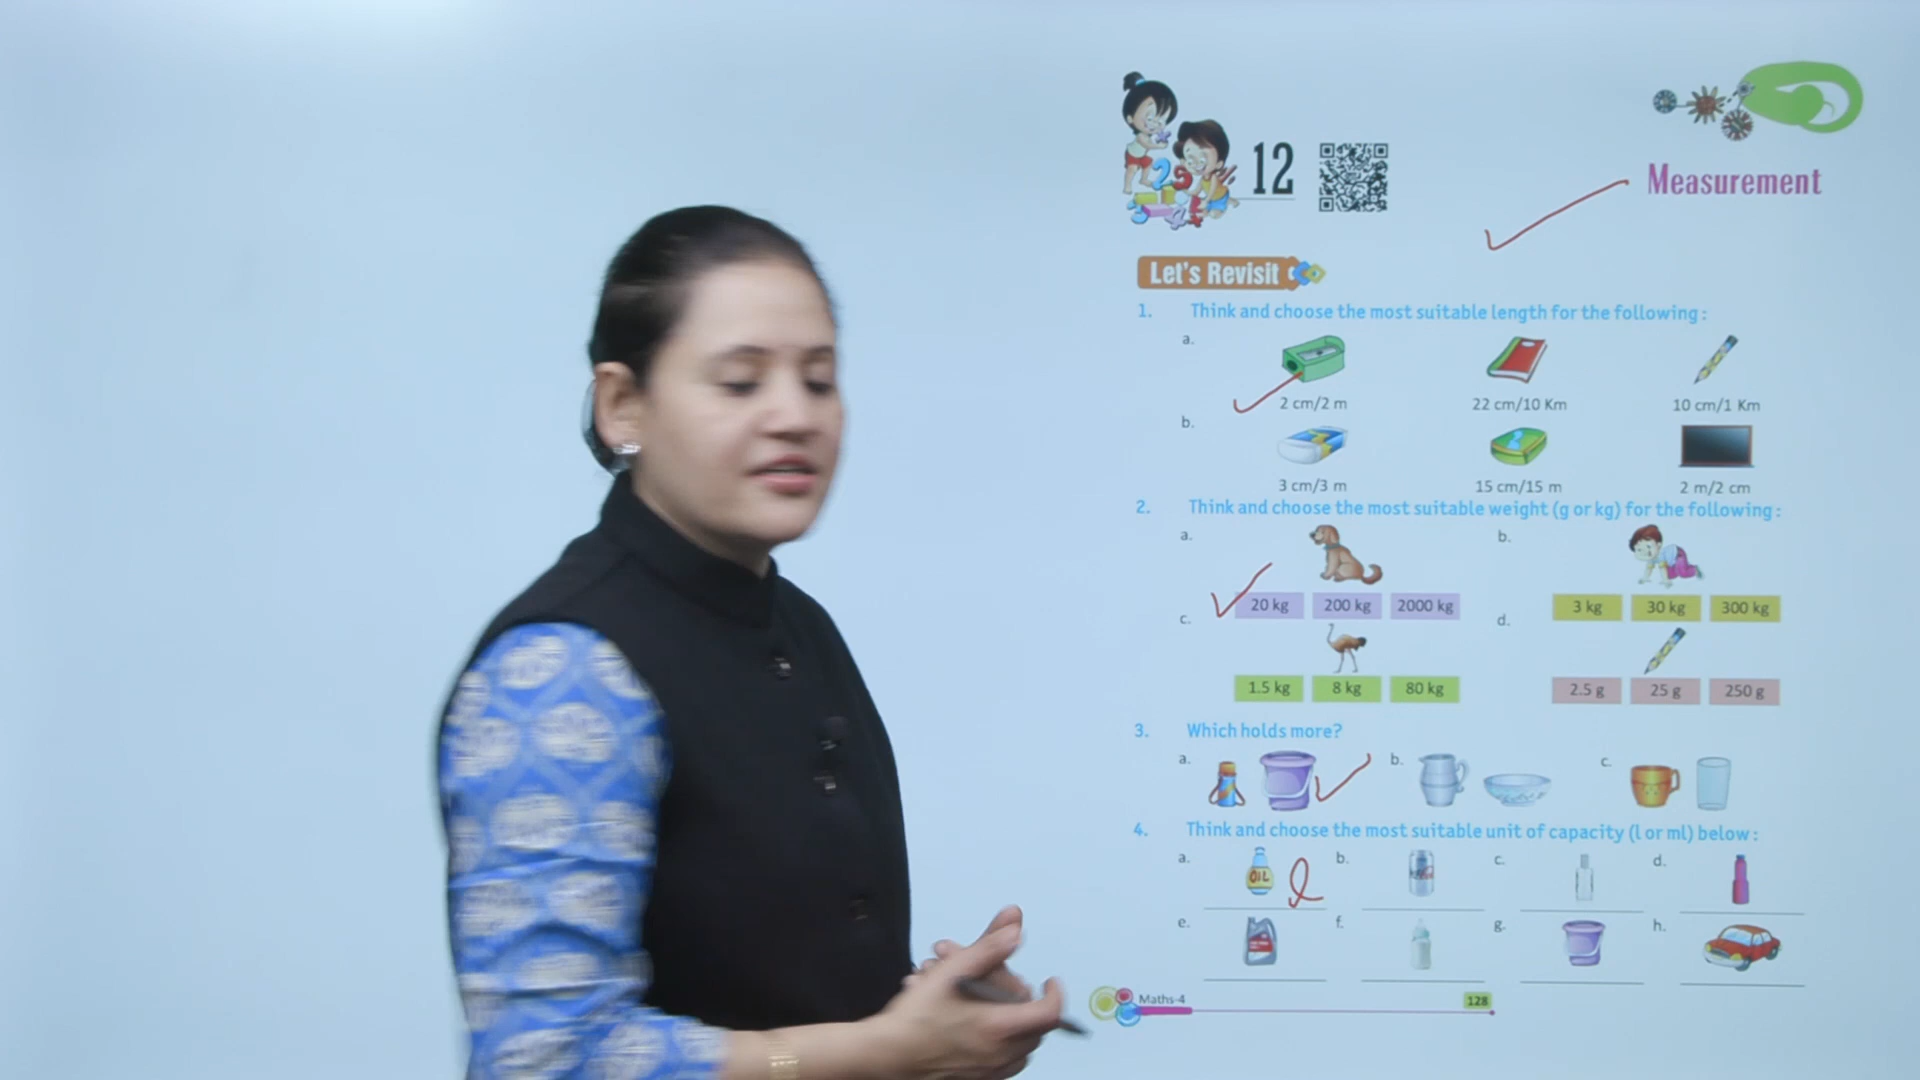 12
Measurement
Let's Revisit
1. Think and choose the most suitable length for the following :
a.
2 cm/2 m 22 cm/10 Km 10 cm/1 Km
b.
3 cm/3 m 15 cm/15 m 2 m/2 cm
2. Think and choose the most suitable weight (g or kg) for the following :
a. b.
20 kg 200 kg 2000 kg 3 kg 30 kg 300 kg
c. d.
1.5 kg 8 kg 80 kg 2.5 g 25 g 250 g
3. Which holds more?
a. b. c.
4. Think and choose the most suitable unit of capacity (l or ml) below :
a. OIL l b. c. d.
e. f. g. h.
Maths-4 128